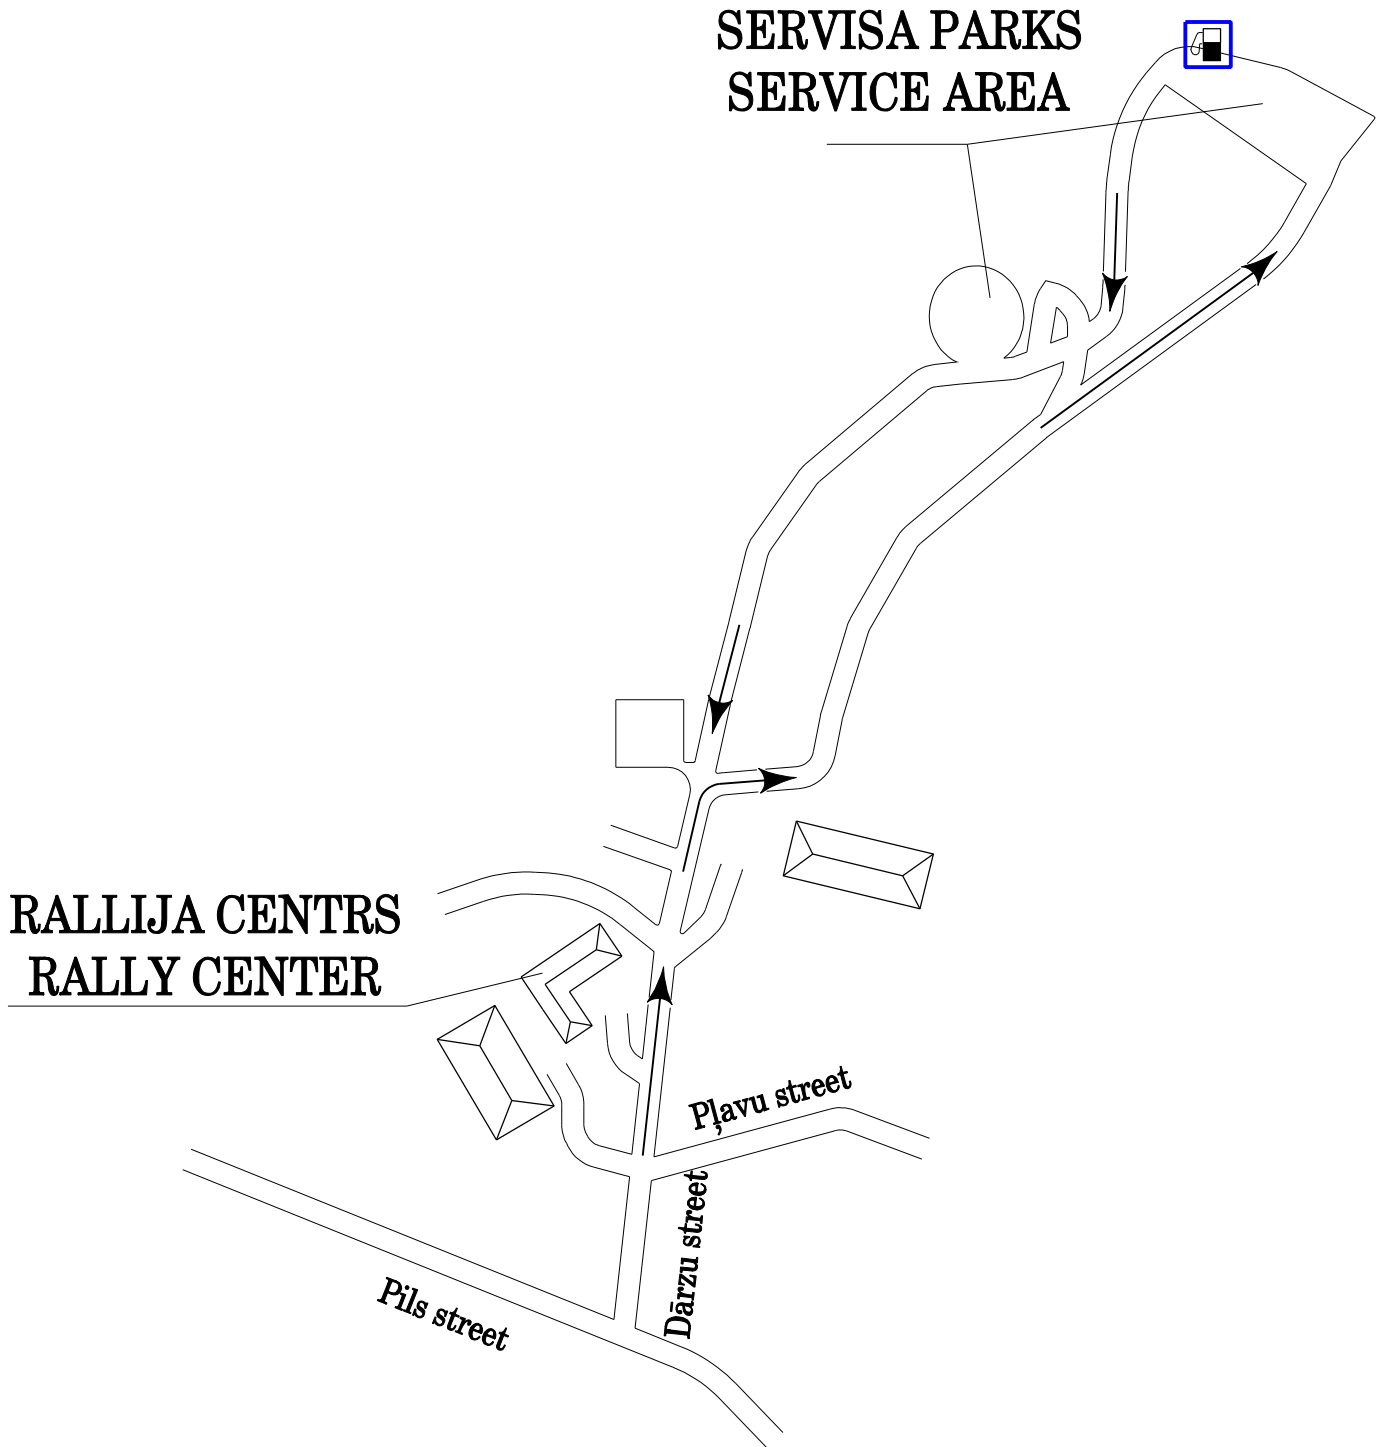 SERVISA PARKS
SERVICE AREA
RALLIJA CENTRS
RALLY CENTER
Pļavu street
Dārzu street
Pils street